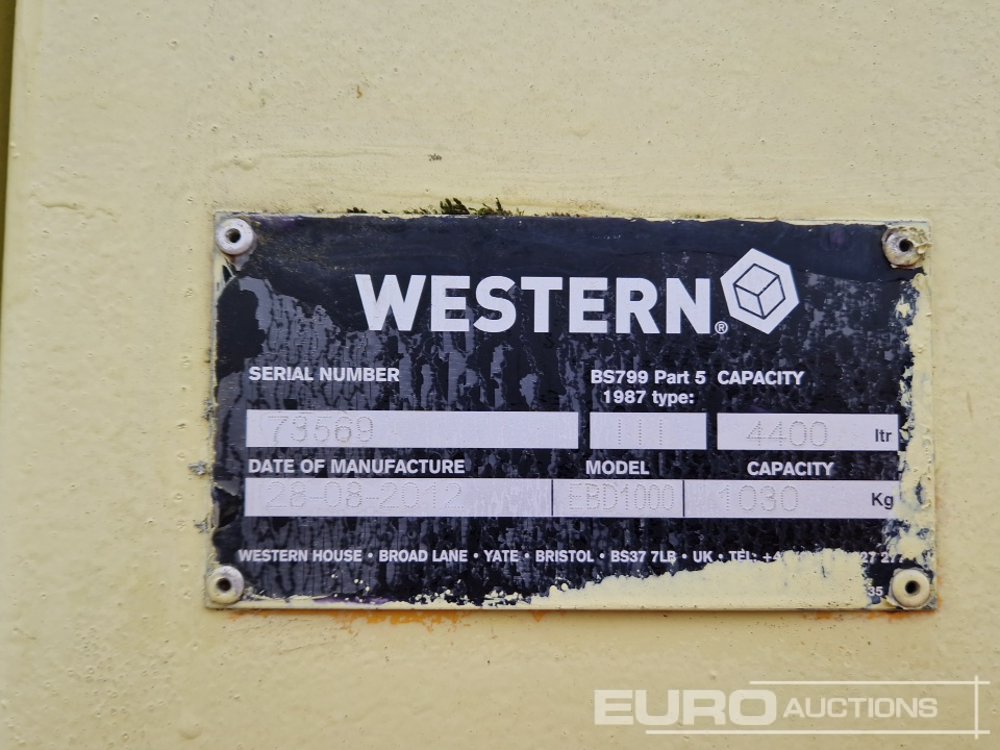 WESTERN®
SERIAL NUMBER BS799 Part 5 CAPACITY
1987 type:
73569 III 4400 ltr
DATE OF MANUFACTURE MODEL CAPACITY
28-08-2012 EBD1000 1030 Kg
WESTERN HOUSE • BROAD LANE • YATE • BRISTOL • BS37 7LB • UK • TEL:
35
EURO AUCTIONS